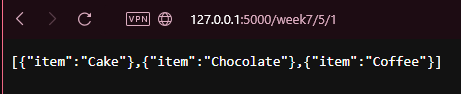 VPN 127.0.0.1:5000/week7/5/1
[{"item":"Cake"},{"item":"Chocolate"},{"item":"Coffee"}]